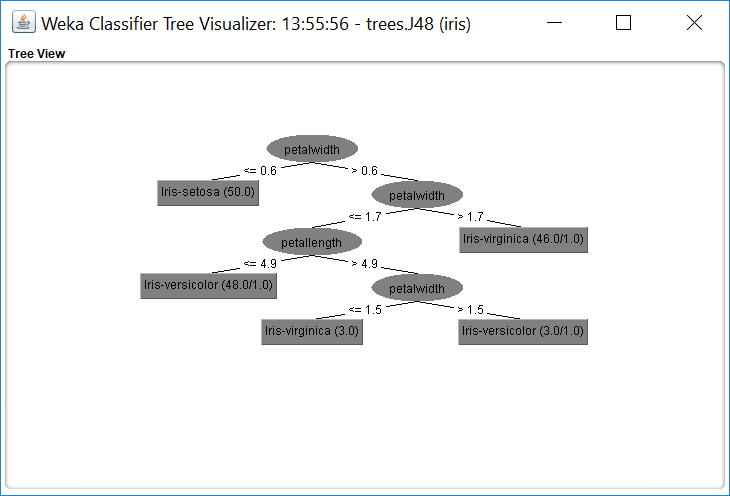 Weka Classifier Tree Visualizer: 13:55:56 - trees.J48 (iris)
Tree View
petalwidth
<= 0.6 > 0.6
Iris-setosa (50.0) petalwidth
<= 1.7 > 1.7
petallength Iris-virginica (46.0/1.0)
<= 4.9 > 4.9
Iris-versicolor (48.0/1.0) petalwidth
<= 1.5 > 1.5
Iris-virginica (3.0) Iris-versicolor (3.0/1.0)